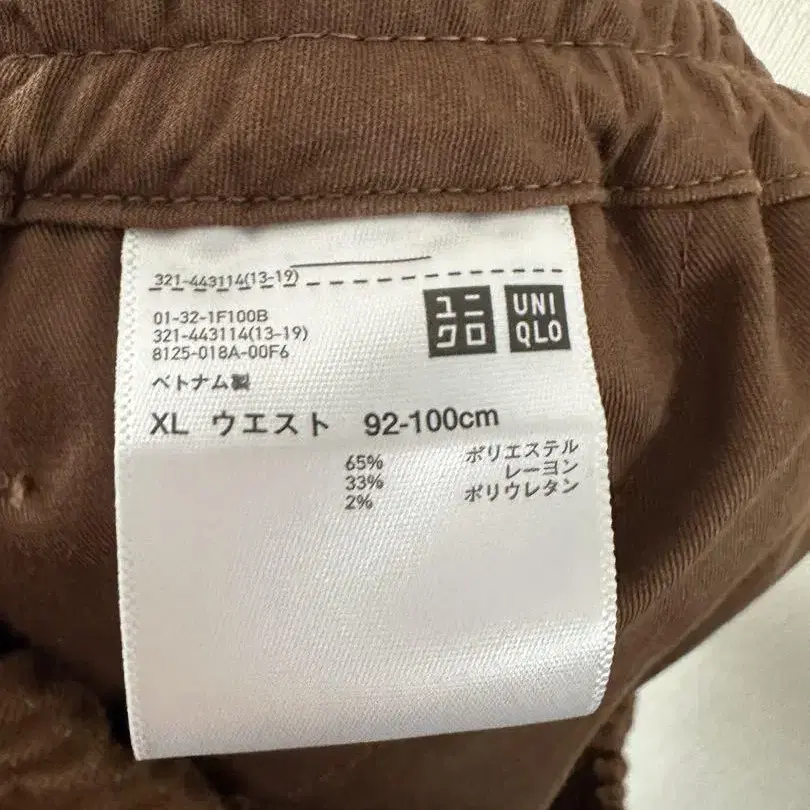 321-443114(13-19)
ユニ
クロ
UNI
QLO
01-32-1F100B
321-443114(13-19)
8125-018A-00F6
ベトナム製
XL ウエスト 92-100cm
65% ポリエステル
33% レーヨン
2% ポリウレタン